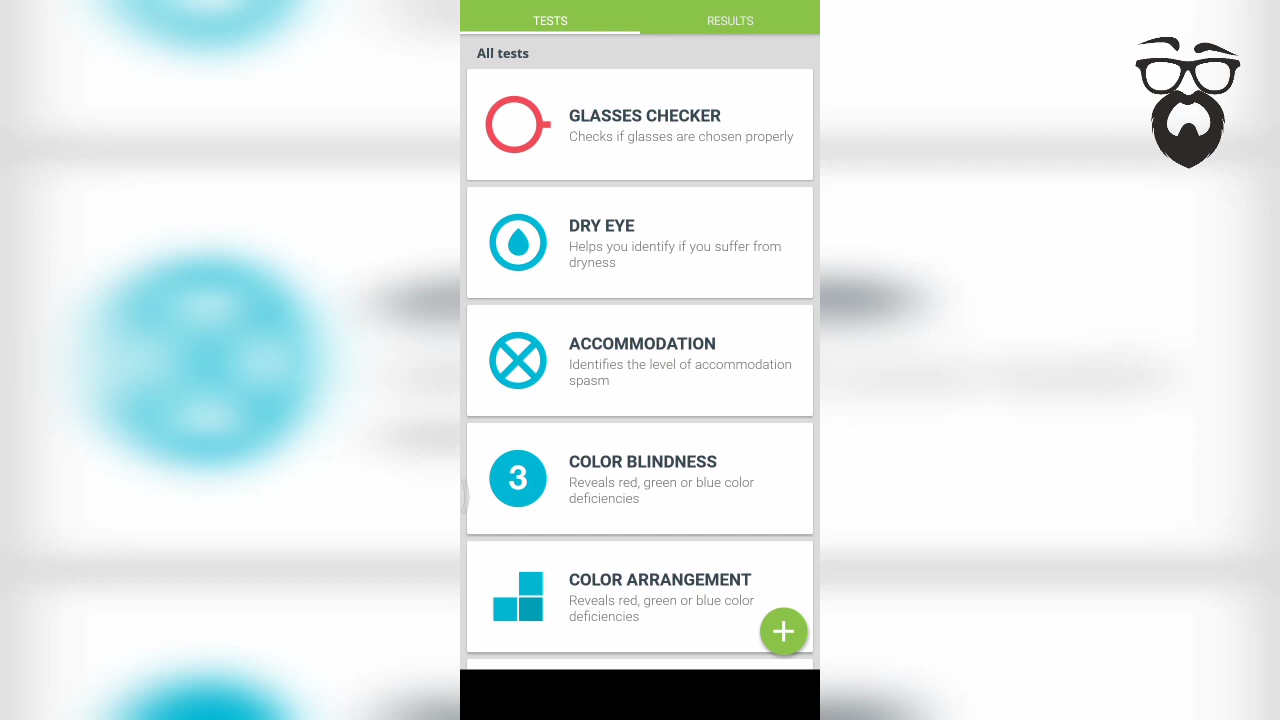 TESTS
RESULTS
All tests
GLASSES CHECKER
Checks if glasses are chosen properly
DRY EYE
Helps you identify if you suffer from
dryness
ACCOMMODATION
Identifies the level of accommodation
spasm
3
COLOR BLINDNESS
Reveals red, green or blue color
deficiencies
COLOR ARRANGEMENT
Reveals red, green or blue color
deficiencies